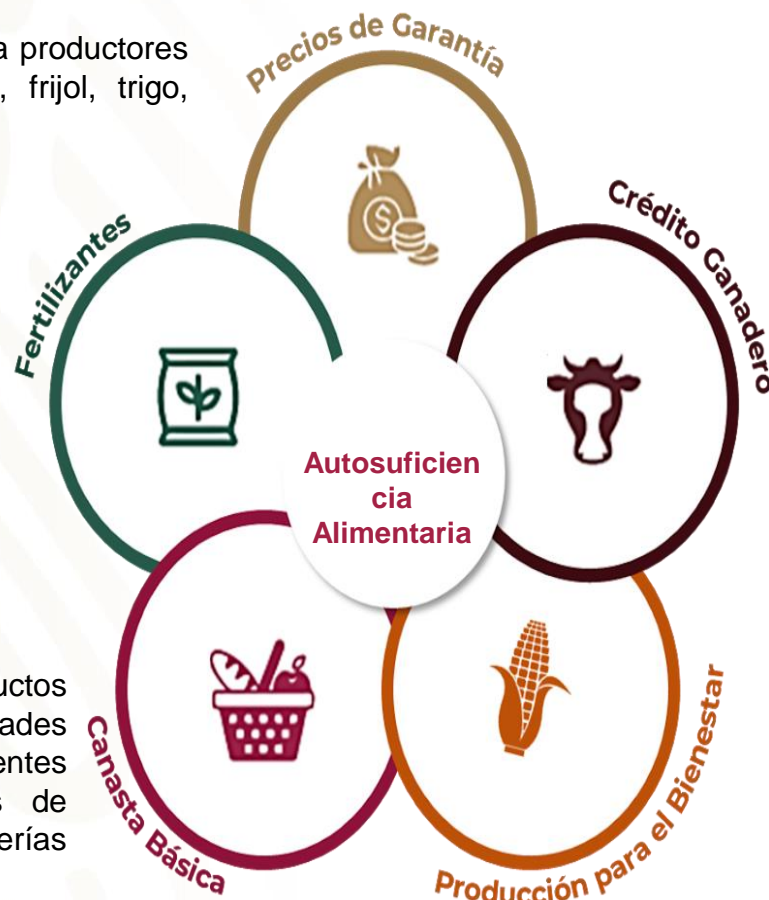 a productores
, frijol, trigo,
Precios de Garantía
Crédito Ganadero
Fertilizantes
Autosuficien
cia
Alimentaria
Canasta Básica
Producción para el Bienestar
uctos
ades
entes
s de
erías